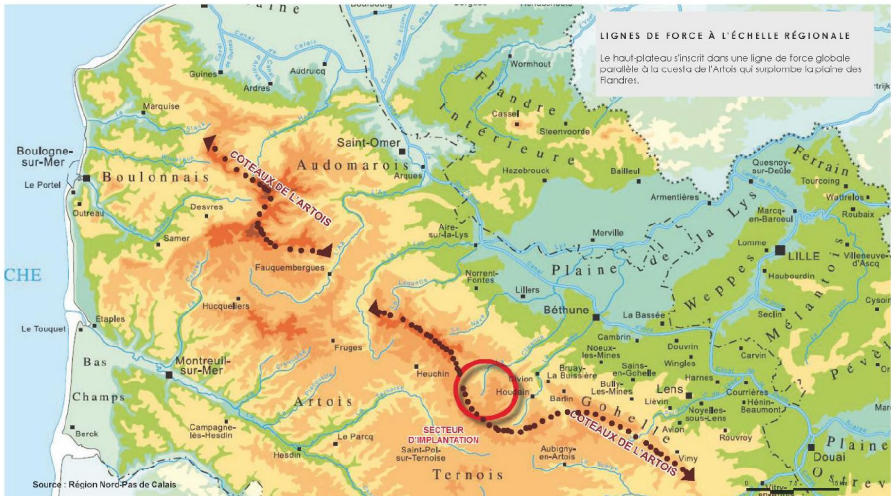 LIGNES DE FORCE À L'ÉCHELLE RÉGIONALE
Le haut-plateau s'inscrit dans une ligne de force globale
parallèle à la cuesta de l'Artois qui surplombe la plaine des
Flandres.
Guines
Audruicq
Ardres
Marquise
Wormhout
Cassel
Steenvoorde
Flandre
Intérieure
Saint-Omer
Boulogne-
sur-Mer
Boulonnais
Audomarois
Arques
Le Portel
Outreau
COTEAUX DE L'ARTOIS
Hazebrouck
Bailleul
Quesnoy-
sur-Deûle
Ferrain
Tourcoing
Armentières
Wattrelos
Roubaix
Marcq-
en-Baroeul
Desvres
Samer
Aire-
sur-la-Lys
Merville
Plaine de la Lys
Lomme
LILLE
Villeneuve-
d'Ascq
Haubourdin
Weppes
Mélantois
CHE
Fauquembergues
Norrent-
Fontes
Lillers
Hucqueliers
Béthune
La Bassée
Seclin
Le Touquet
Étaples
Fruges
Cambrin
Douvrin
Carvin
Bas
Champs
Montreuil-
sur-Mer
Heuchin
Divion
Houdain
Bruay-
La Buissière
Barlin
Noeux-
les-Mines
Bully-
Les-Mines
Sains-
en-Gohelle
Wingles
Lens
Harnes
Courrières
Liévin
Noyelles-
sous-Lens
Hénin-
Beaumont
Artois
Gohelle
Avion
Rouvroy
Berck
Campagne-
lès-Hesdin
Hesdin
Le Parcq
SECTEUR
D'IMPLANTATION
Saint-Pol-
sur-Ternoise
Ternois
Aubigny-
en-Artois
COTEAUX DE L'ARTOIS
Vimy
Plaine
Douai
Source : Région Nord-Pas de Calais